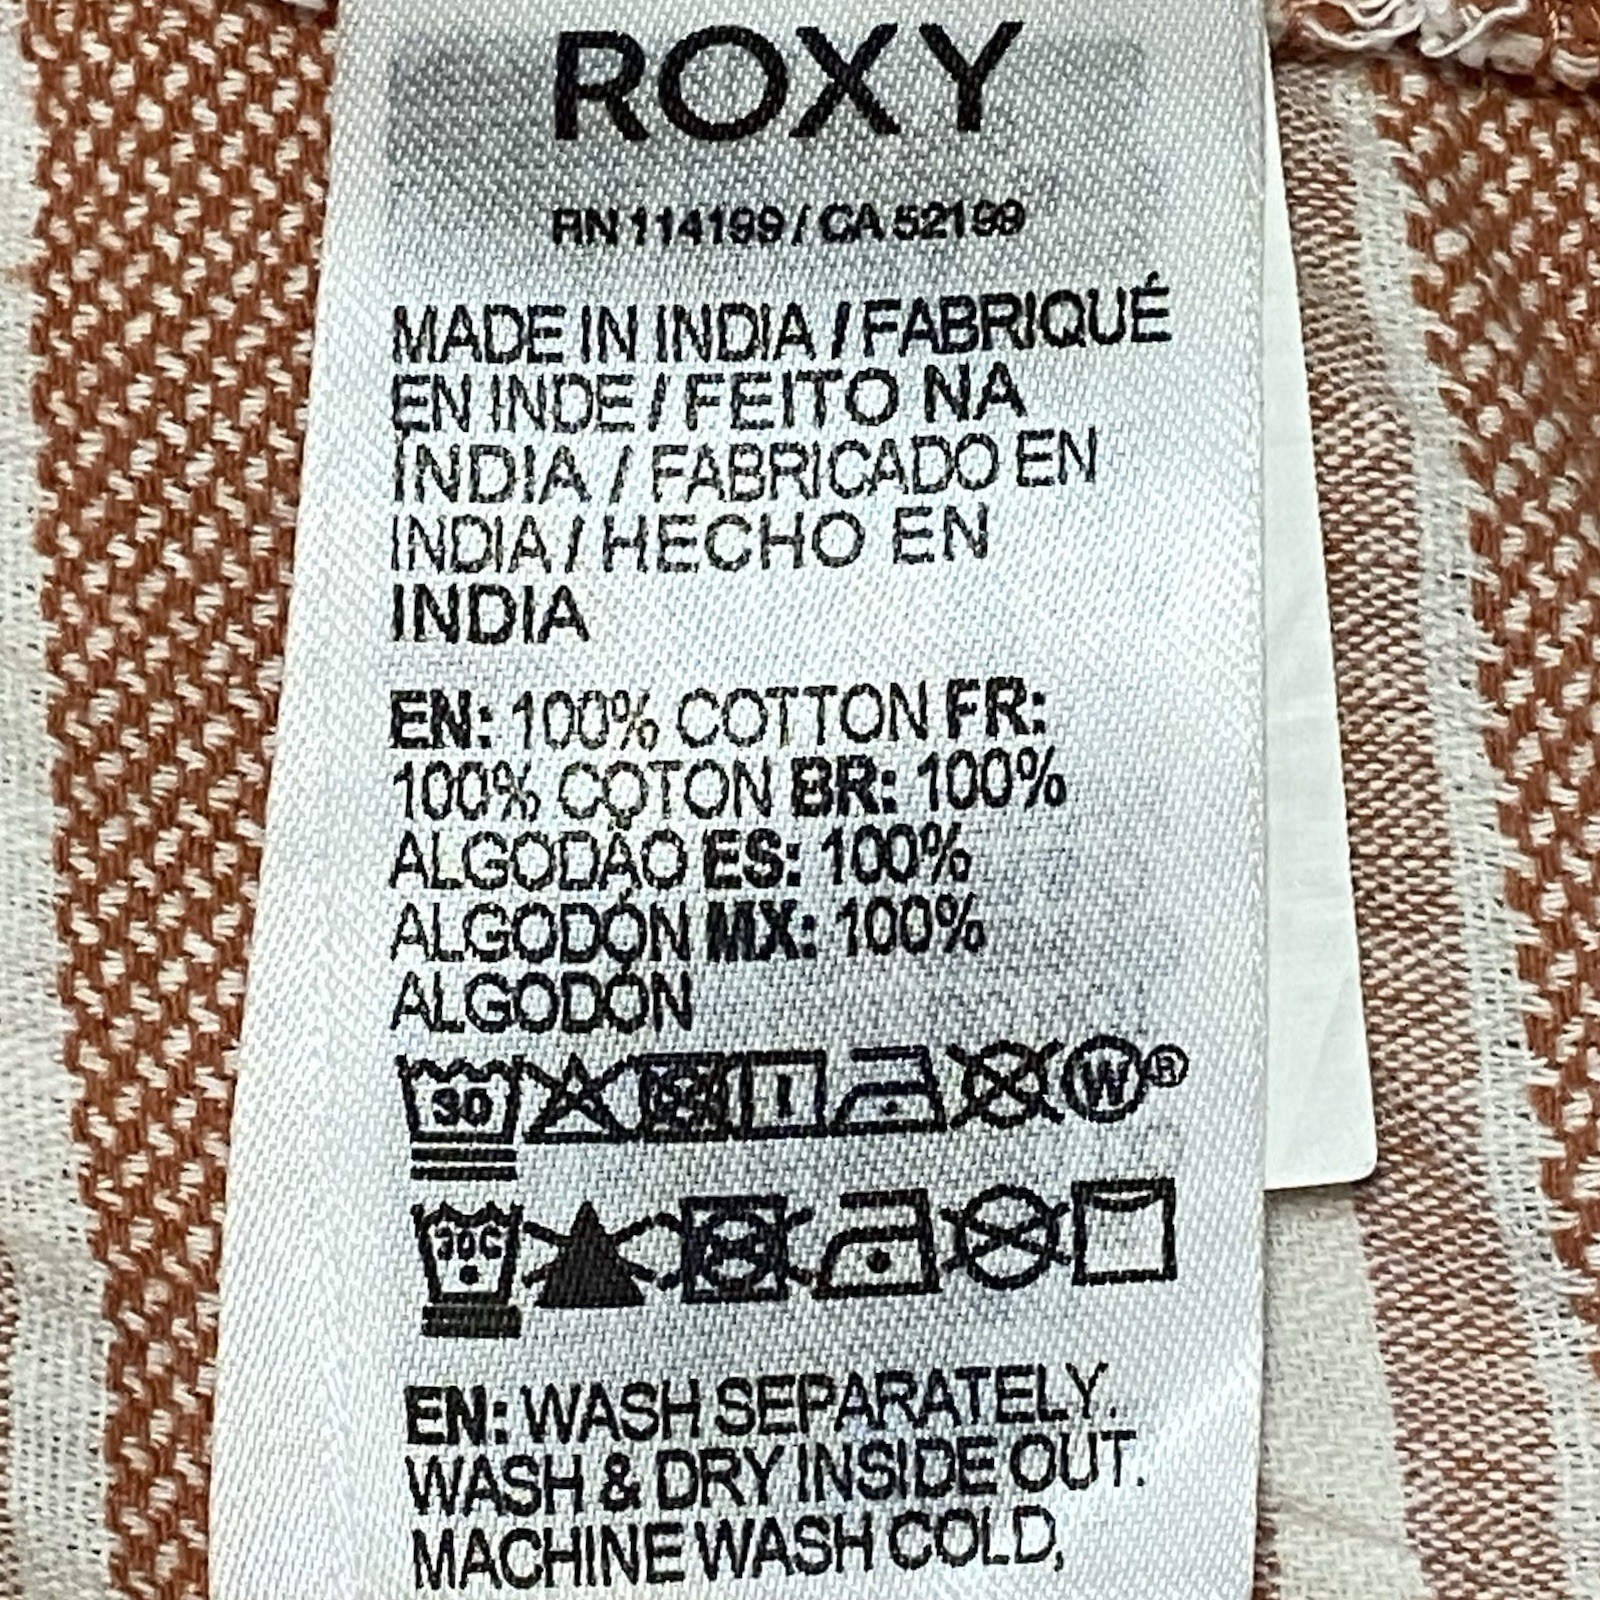 ROXY
RN 114199 / CA 52199
MADE IN INDIA / FABRIQUÉ
EN INDE / FEITO NA
ÍNDIA / FABRICADO EN
INDIA / HECHO EN
INDIA
EN: 100% COTTON FR:
100% COTON BR: 100%
ALGODÃO ES: 100%
ALGODÓN MX: 100%
ALGODÓN
30 W®
30C
EN: WASH SEPARATELY.
WASH & DRY INSIDE OUT.
MACHINE WASH COLD,